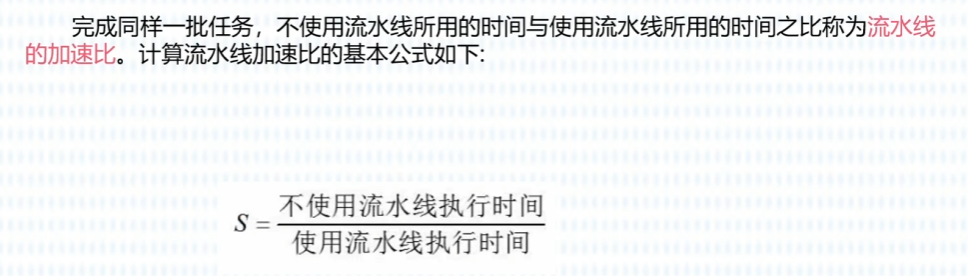 完成同样一批任务，不使用流水线所用的时间与使用流水线所用的时间之比称为流水线
的加速比。计算流水线加速比的基本公式如下:
S = 不使用流水线执行时间
使用流水线执行时间